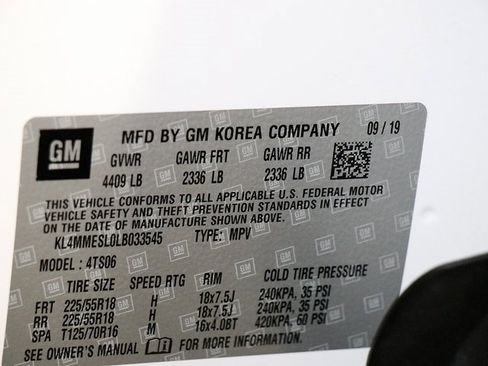 GM MFD BY GM KOREA COMPANY 09 / 19
GVWR GAWR FRT GAWR RR
4409 LB 2336 LB 2336 LB
THIS VEHICLE CONFORMS TO ALL APPLICABLE U.S. FEDERAL MOTOR
VEHICLE SAFETY AND THEFT PREVENTION STANDARDS IN EFFECT
ON THE DATE OF MANUFACTURE SHOWN ABOVE.
KL4MMESL0LB033545 TYPE: MPV
MODEL: 4TS06
TIRE SIZE SPEED RTG RIM COLD TIRE PRESSURE
FRT 225/55R18 H 18x7.5J 240KPA, 35 PSI
RR 225/55R18 H 18x7.5J 240KPA, 35 PSI
SPA T125/70R16 M 16x4.0BT 420KPA, 60 PSI
SEE OWNER'S MANUAL FOR MORE INFORMATION.